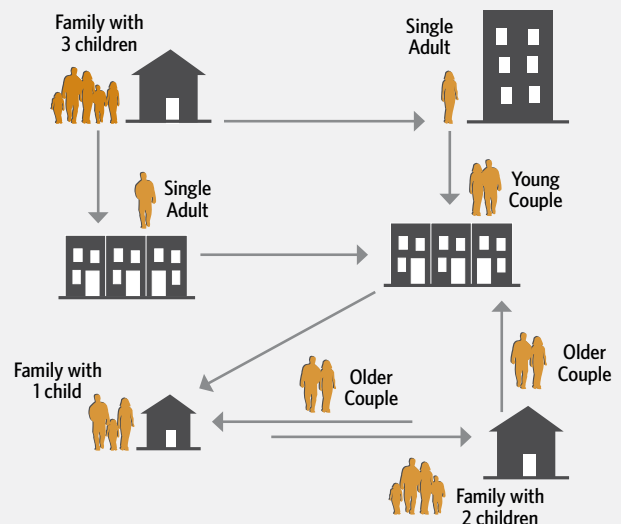 Family with
3 children
Single
Adult
Single
Adult
Young
Couple
Family with
1 child
Older
Couple
Older
Couple
Family with
2 children